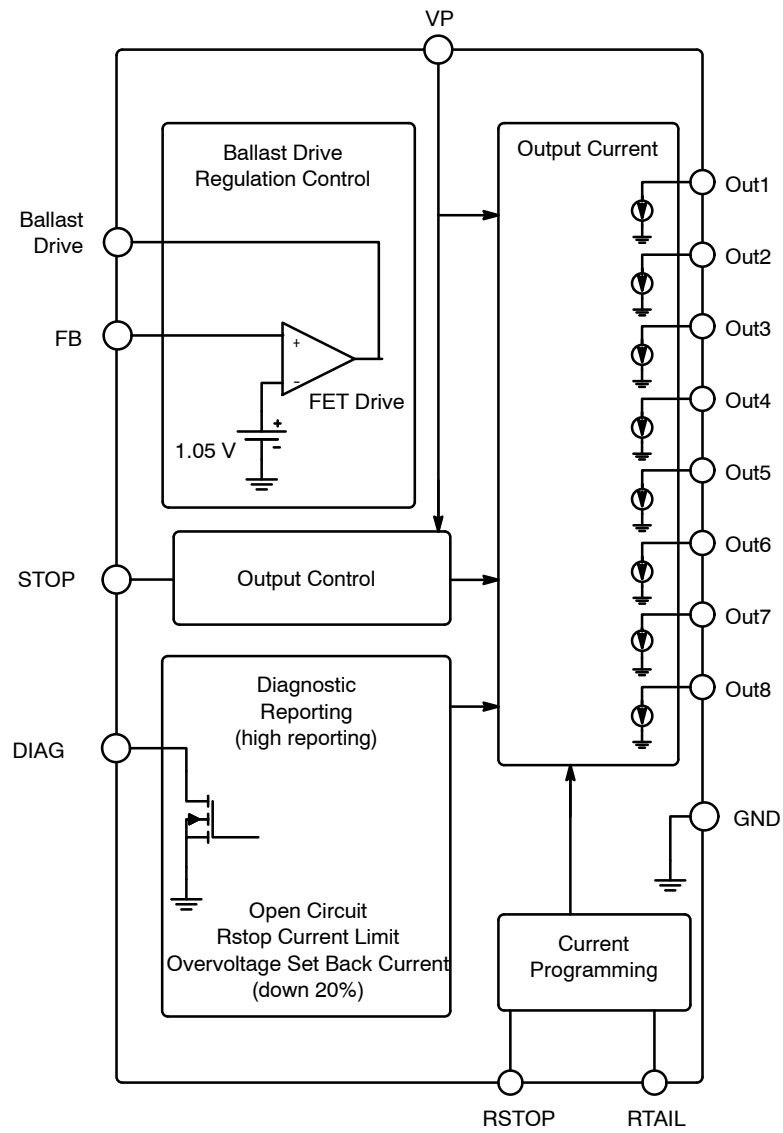 VP
Ballast Drive
Regulation Control
Output Current
Out1
Ballast
Drive
Out2
FB
Out3
+
-
FET Drive
Out4
+
1.05 V
-
Out5
Out6
STOP
Output Control
Out7
Diagnostic
Reporting
(high reporting)
Out8
DIAG
GND
Open Circuit
Rstop Current Limit
Overvoltage Set Back Current
(down 20%)
Current
Programming
RSTOP
RTAIL